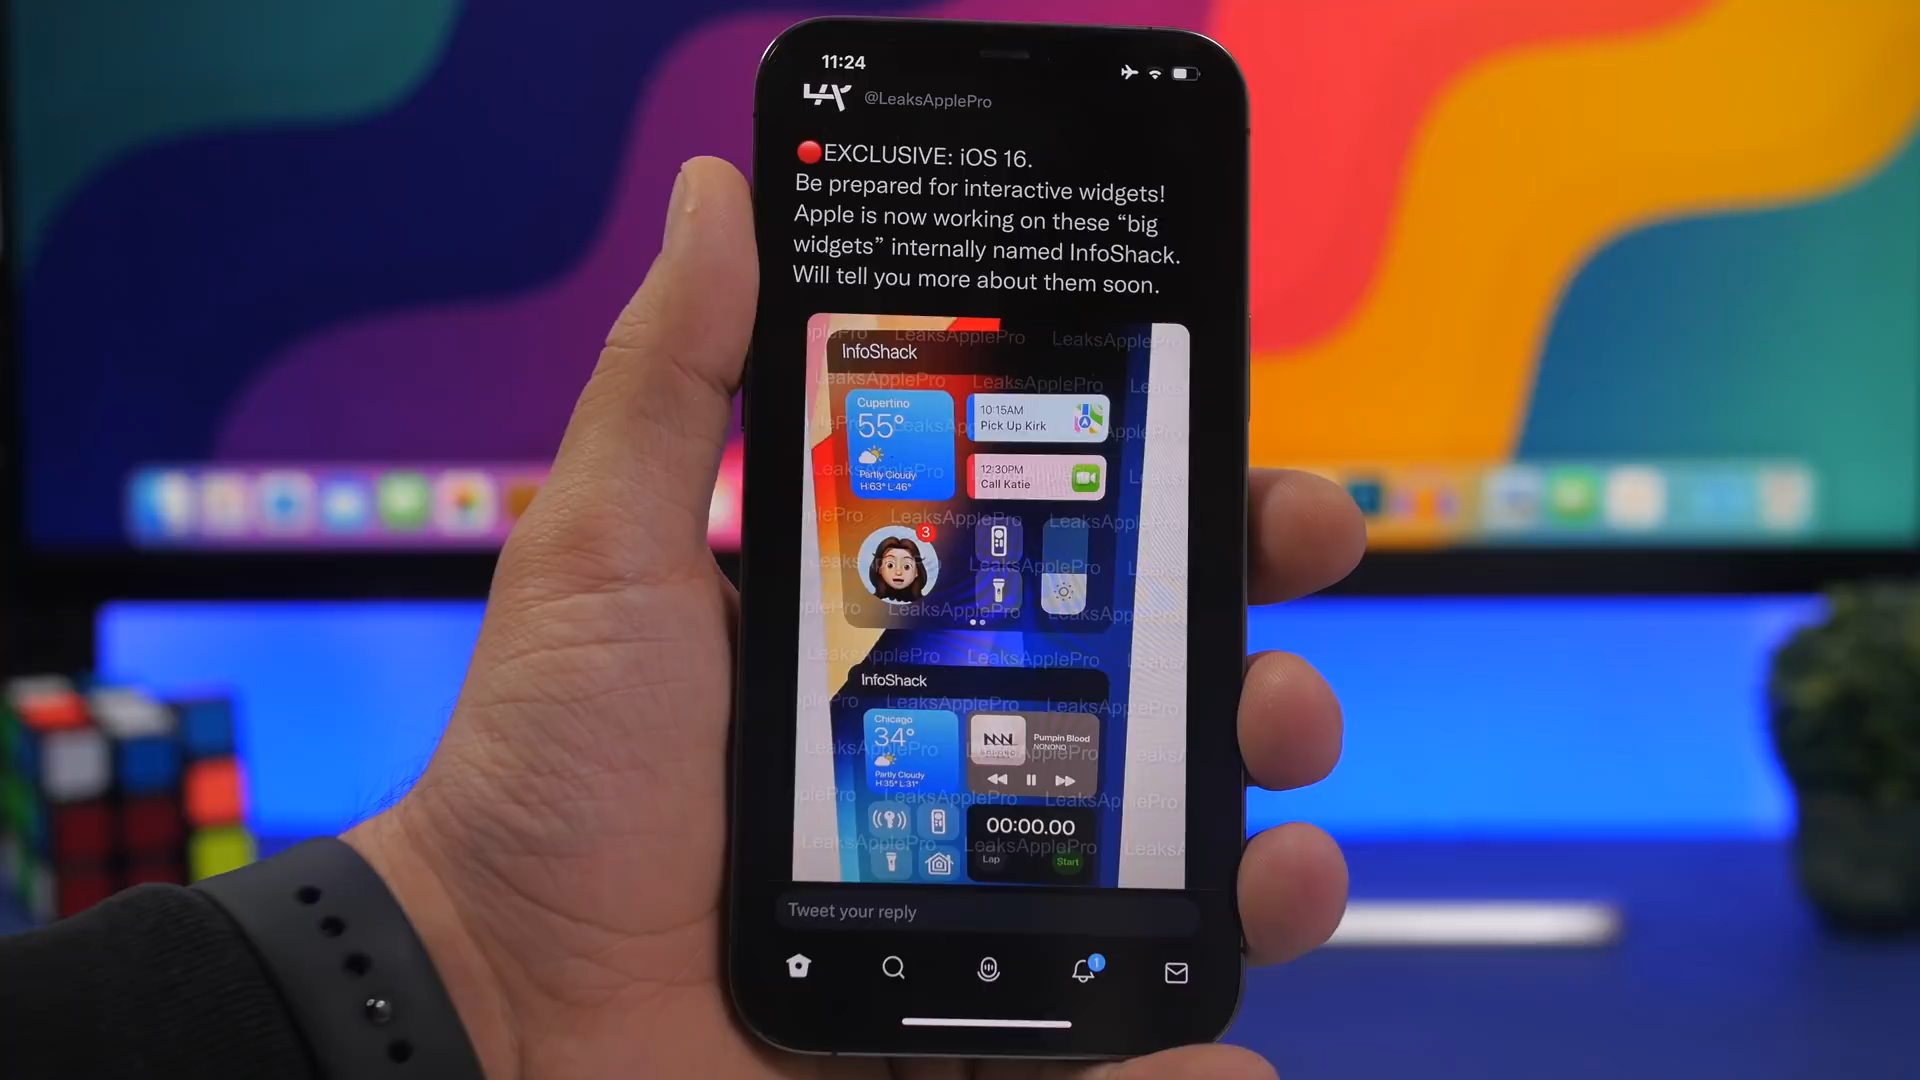 11:24
@LeaksApplePro
EXCLUSIVE: iOS 16.
Be prepared for interactive widgets!
Apple is now working on these “big
widgets” internally named InfoShack.
Will tell you more about them soon.
InfoShack
Cupertino
55°
Partly Cloudy
H:63° L:46°
10:15AM
Pick Up Kirk
12:30PM
Call Katie
3
LeaksApplePro
InfoShack
Chicago
34°
Partly Cloudy
H:35° L:31°
Pumpin Blood
NONONO
00:00.00
Lap
Start
Tweet your reply
1